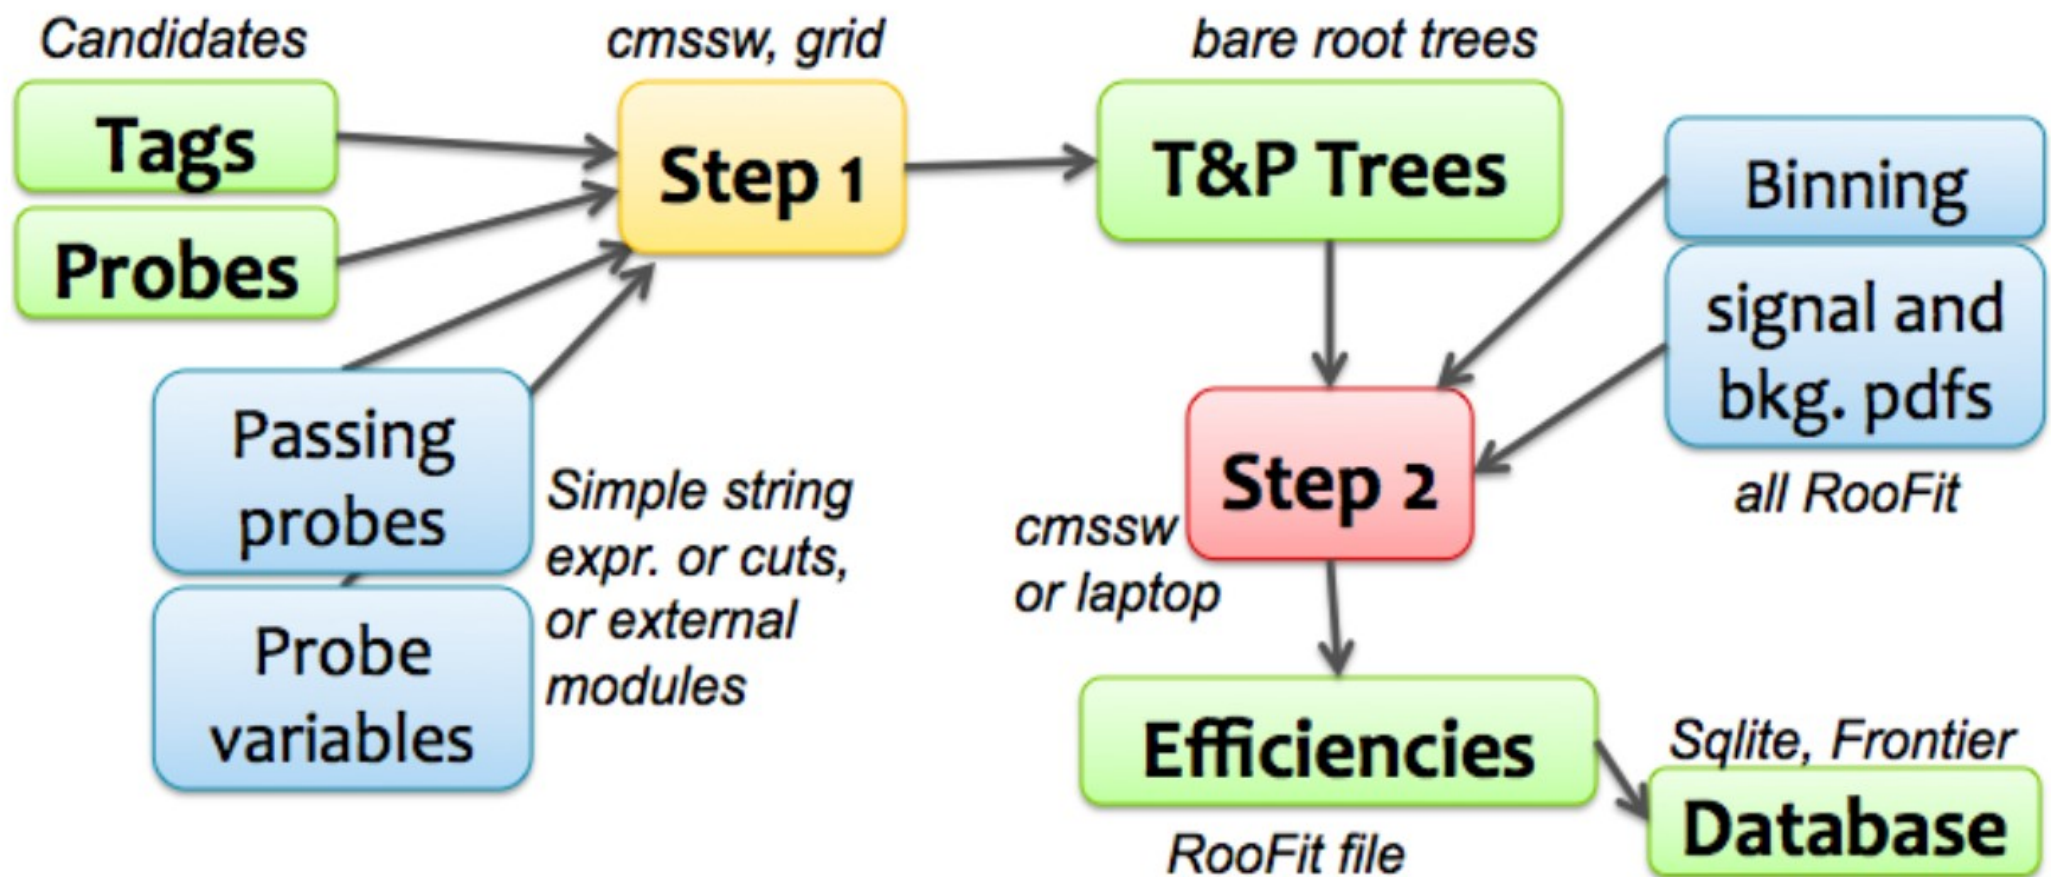 Candidates
Tags
Probes
cmssw, grid
Step 1
bare root trees
T&P Trees
Binning
signal and
bkg. pdfs
all RooFit
Passing
probes
Probe
variables
Simple string
expr. or cuts,
or external
modules
Step 2
cmssw
or laptop
Efficiencies
RooFit file
Sqlite, Frontier
Database